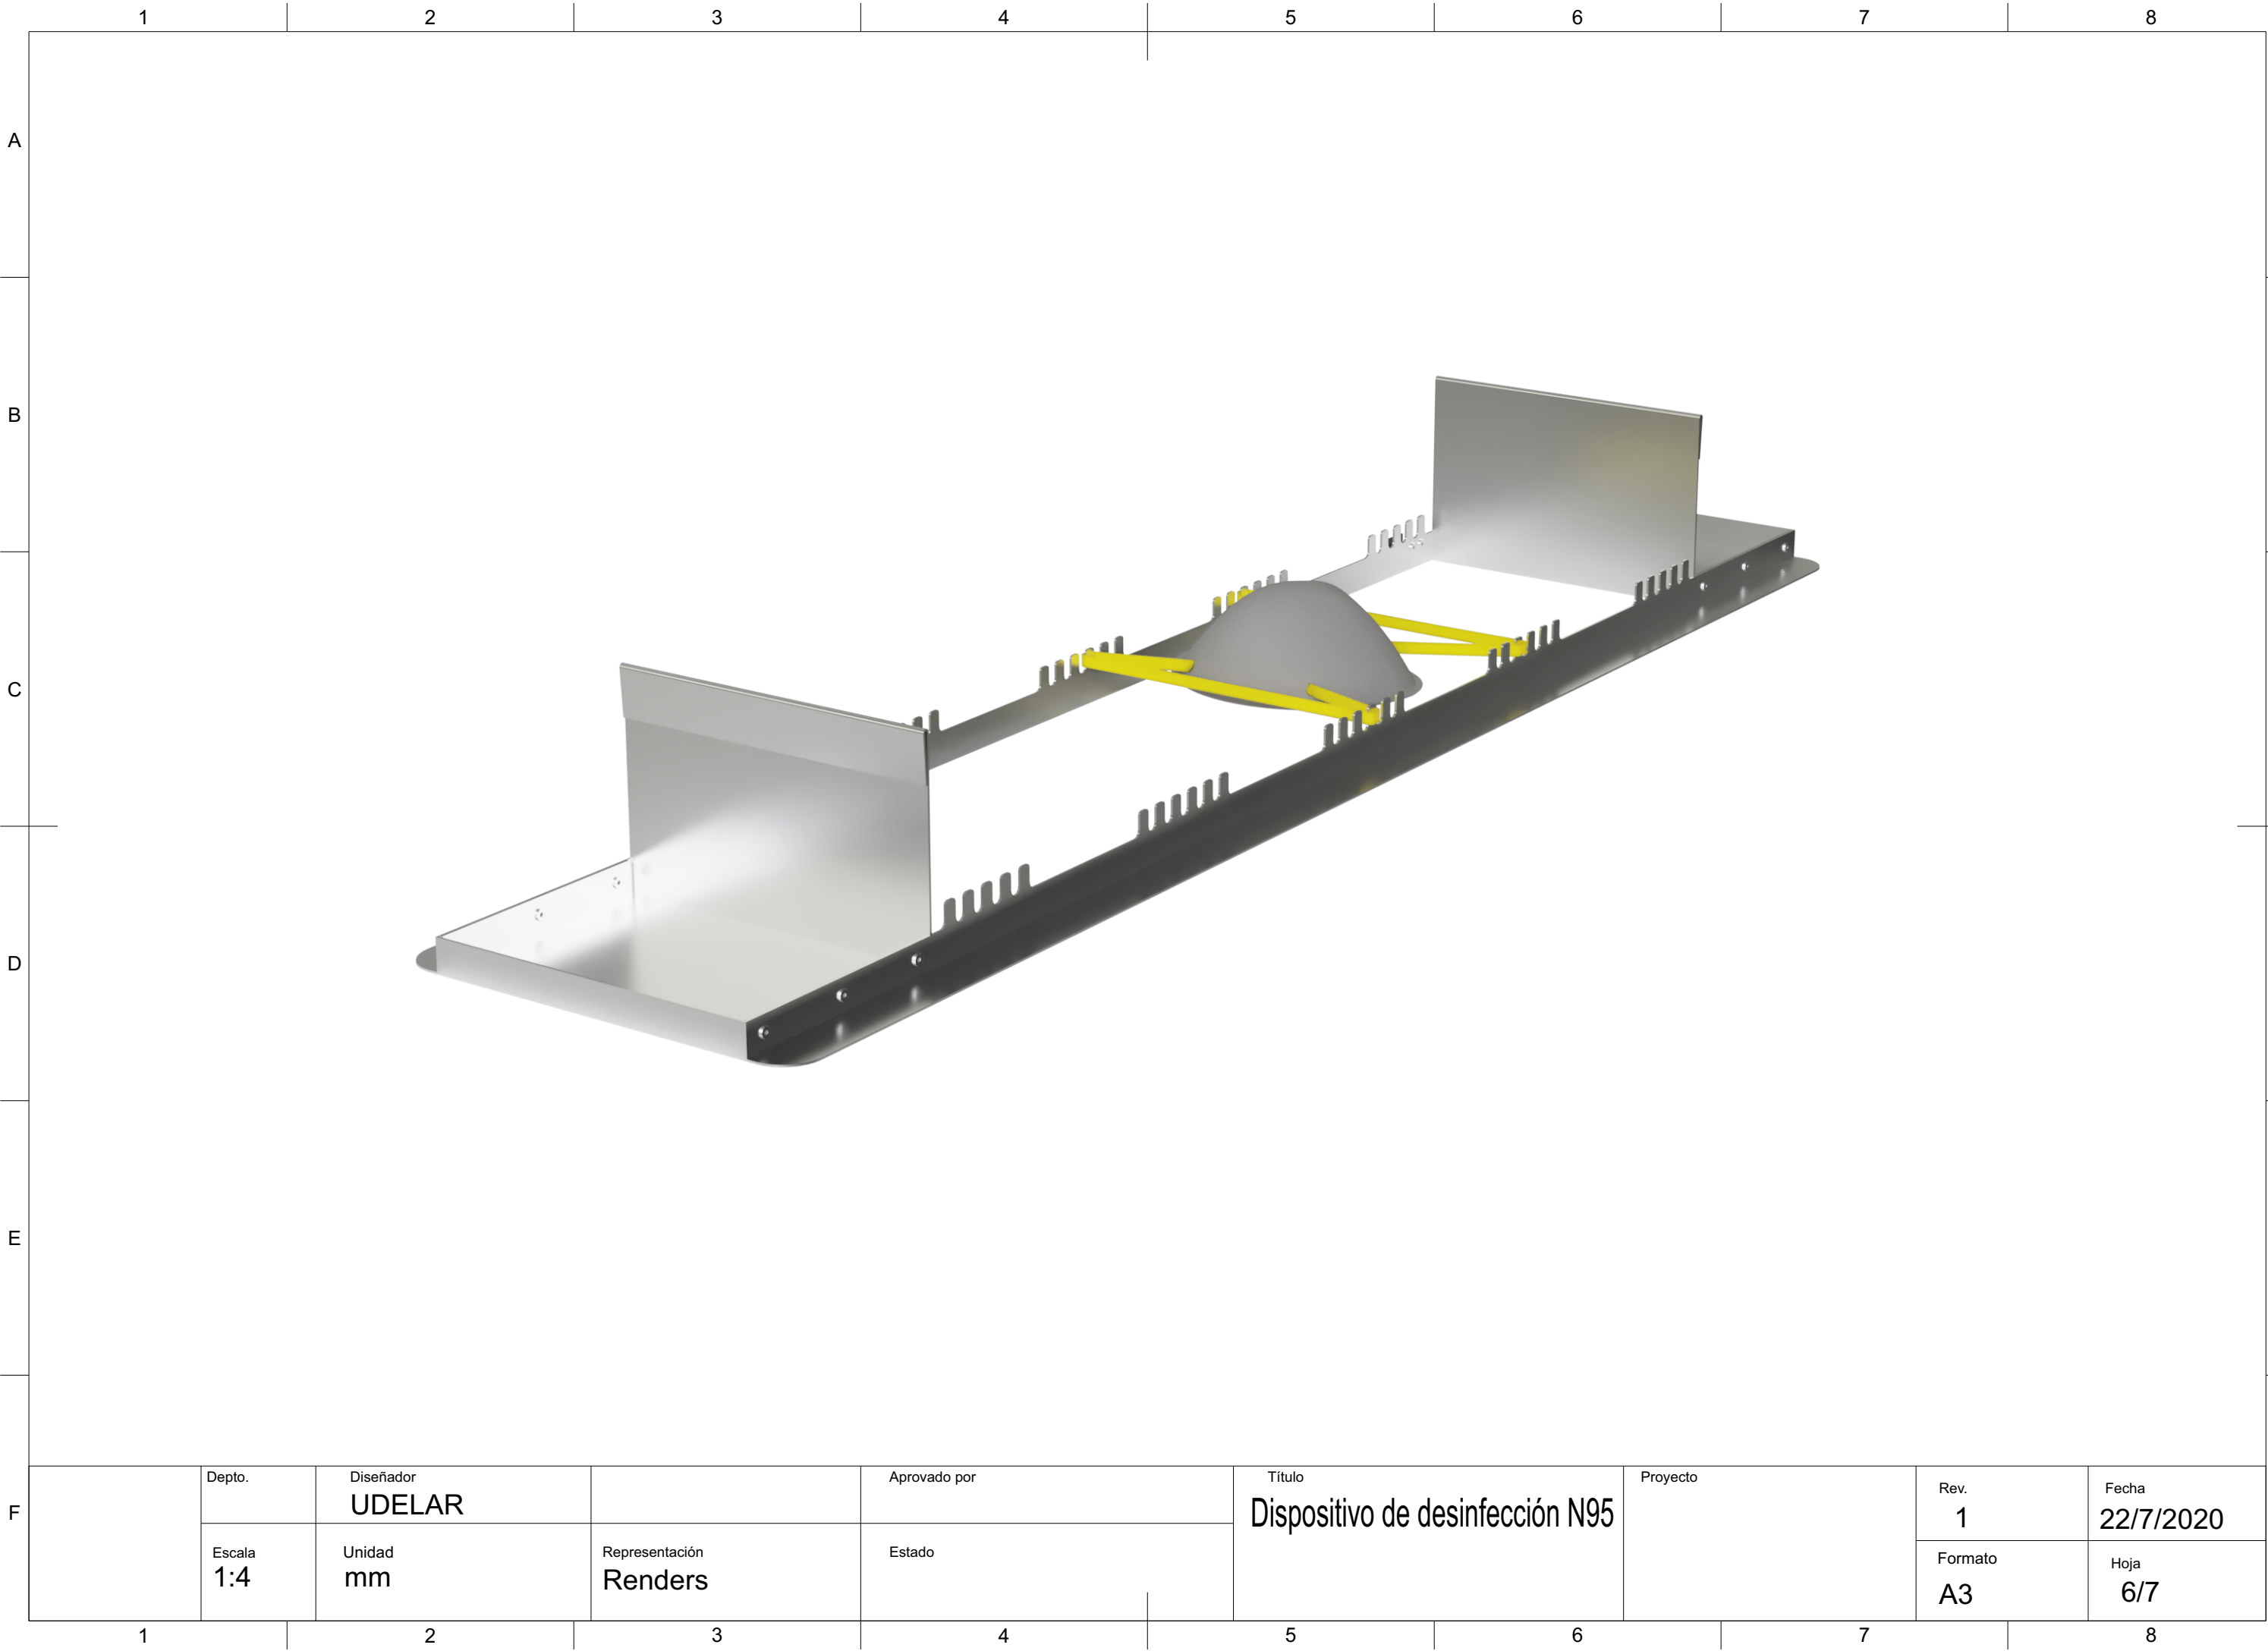 1 2 3 4 5 6 7 8
A
B
C
D
E
F
Depto.
Diseñador
UDELAR
Aprovado por
Título
Dispositivo de desinfección N95
Proyecto
Rev.
1
Fecha
22/7/2020
Escala
1:4
Unidad
mm
Representación
Renders
Estado
Formato
A3
Hoja
6/7
1 2 3 4 5 6 7 8